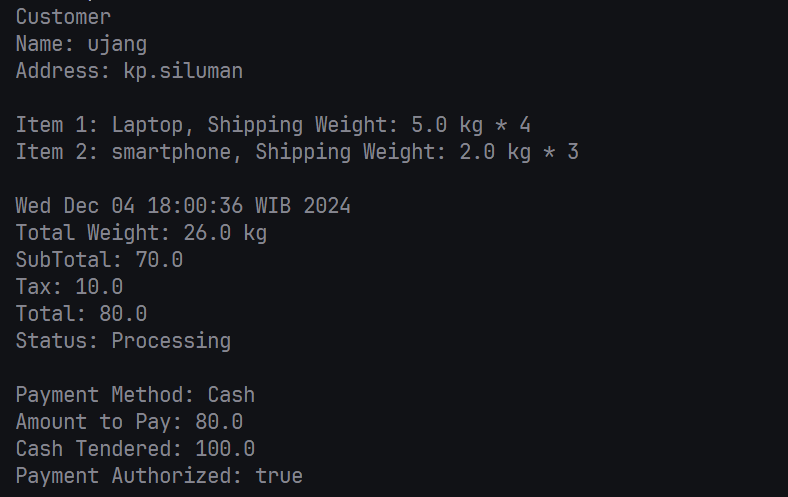 Customer
Name: ujang
Address: kp.siluman
Item 1: Laptop, Shipping Weight: 5.0 kg * 4
Item 2: smartphone, Shipping Weight: 2.0 kg * 3
Wed Dec 04 18:00:36 WIB 2024
Total Weight: 26.0 kg
SubTotal: 70.0
Tax: 10.0
Total: 80.0
Status: Processing
Payment Method: Cash
Amount to Pay: 80.0
Cash Tendered: 100.0
Payment Authorized: true